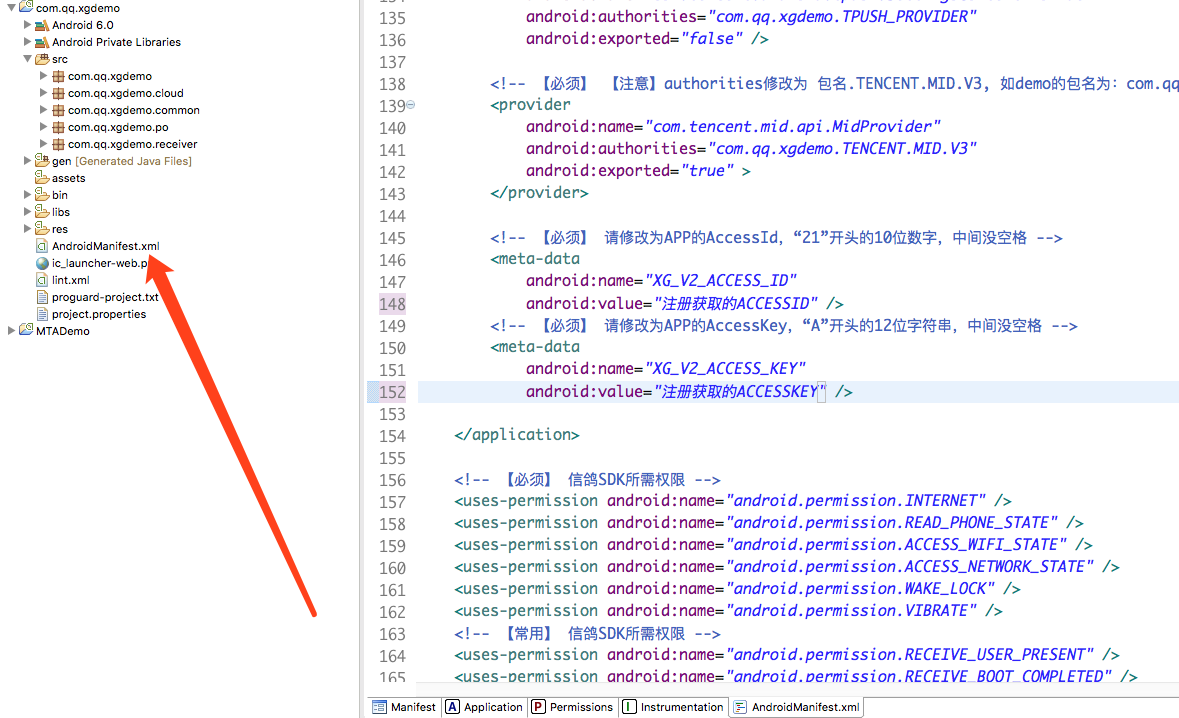 com.qq.xgdemo
Android 6.0
Android Private Libraries
src
com.qq.xgdemo
com.qq.xgdemo.cloud
com.qq.xgdemo.common
com.qq.xgdemo.po
com.qq.xgdemo.receiver
gen [Generated Java Files]
assets
bin
libs
res
AndroidManifest.xml
ic_launcher-web.p
lint.xml
proguard-project.txt
project.properties
MTADemo
135 android:authorities="com.qq.xgdemo.TPUSH_PROVIDER"
136 android:exported="false" />
137
138 <!-- 【必须】 【注意】authorities修改为 包名.TENCENT.MID.V3, 如demo的包名为：com.qq
139 <provider
140 android:name="com.tencent.mid.api.MidProvider"
141 android:authorities="com.qq.xgdemo.TENCENT.MID.V3"
142 android:exported="true" >
143 </provider>
144
145 <!-- 【必须】 请修改为APP的AccessId，“21”开头的10位数字，中间没空格 -->
146 <meta-data
147 android:name="XG_V2_ACCESS_ID"
148 android:value="注册获取的ACCESSID" />
149 <!-- 【必须】 请修改为APP的AccessKey，“A”开头的12位字符串，中间没空格 -->
150 <meta-data
151 android:name="XG_V2_ACCESS_KEY"
152 android:value="注册获取的ACCESSKEY" />
153
154 </application>
155
156 <!-- 【必须】 信鸽SDK所需权限 -->
157 <uses-permission android:name="android.permission.INTERNET" />
158 <uses-permission android:name="android.permission.READ_PHONE_STATE" />
159 <uses-permission android:name="android.permission.ACCESS_WIFI_STATE" />
160 <uses-permission android:name="android.permission.ACCESS_NETWORK_STATE" />
161 <uses-permission android:name="android.permission.WAKE_LOCK" />
162 <uses-permission android:name="android.permission.VIBRATE" />
163 <!-- 【常用】 信鸽SDK所需权限 -->
164 <uses-permission android:name="android.permission.RECEIVE_USER_PRESENT" />
165 <uses-permission android:name="android.permission.RECEIVE_BOOT_COMPLETED" />
Manifest A Application P Permissions I Instrumentation AndroidManifest.xml